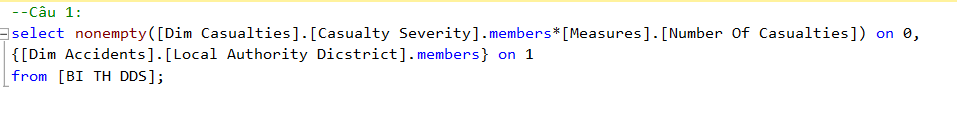 --Câu 1:
select nonempty([Dim Casualties].[Casualty Severity].members*[Measures].[Number Of Casualties]) on 0,
{[Dim Accidents].[Local Authority Dicstrict].members} on 1
from [BI TH DDS];